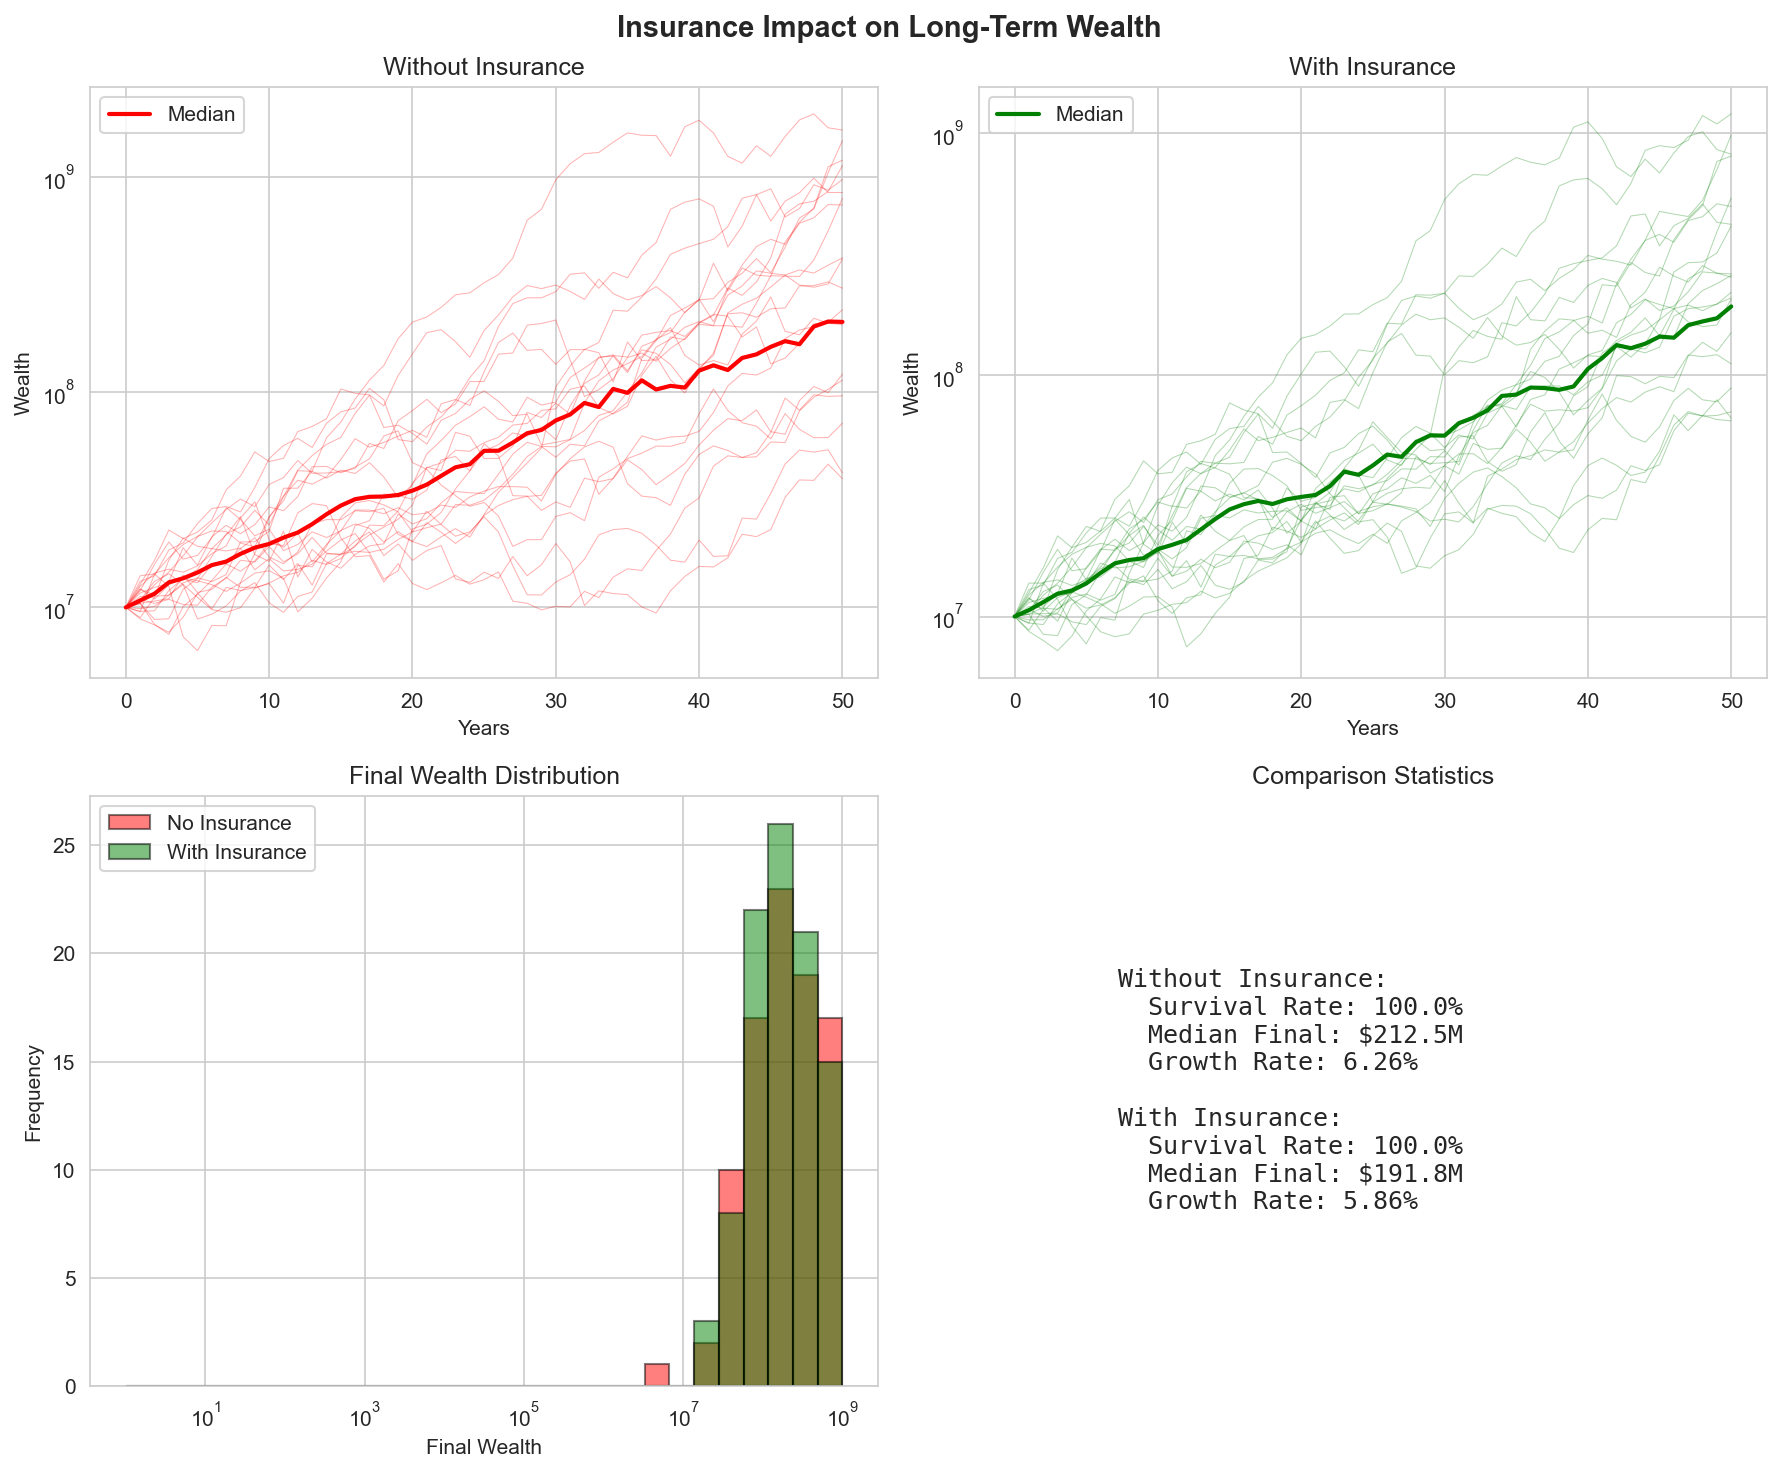 Insurance Impact on Long-Term Wealth
Without Insurance
Median
10^9
10^8
10^7
Wealth
0 10 20 30 40 50
Years
With Insurance
Median
10^9
10^8
10^7
Wealth
0 10 20 30 40 50
Years
Final Wealth Distribution
No Insurance
With Insurance
25
20
15
10
5
0
Frequency
10^1 10^3 10^5 10^7 10^9
Final Wealth
Comparison Statistics
Without Insurance:
Survival Rate: 100.0%
Median Final: $212.5M
Growth Rate: 6.26%
With Insurance:
Survival Rate: 100.0%
Median Final: $191.8M
Growth Rate: 5.86%